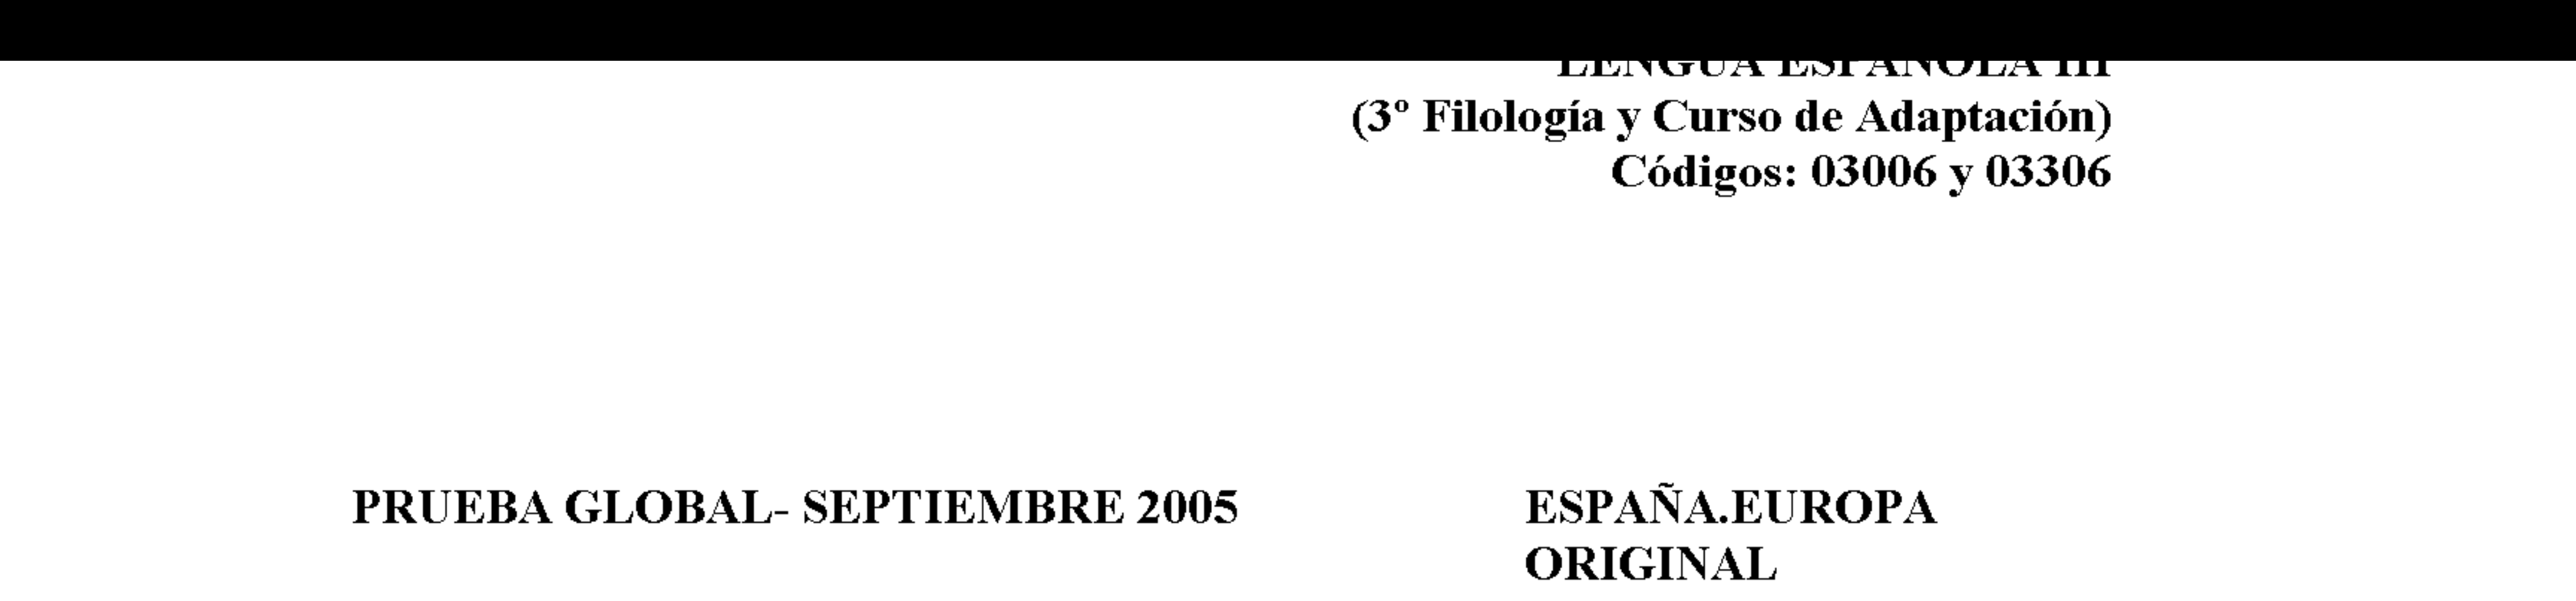 LENGUA ESPAÑOLA III
(3º Filología y Curso de Adaptación)
Códigos: 03006 y 03306
PRUEBA GLOBAL- SEPTIEMBRE 2005
ESPAÑA.EUROPA
ORIGINAL